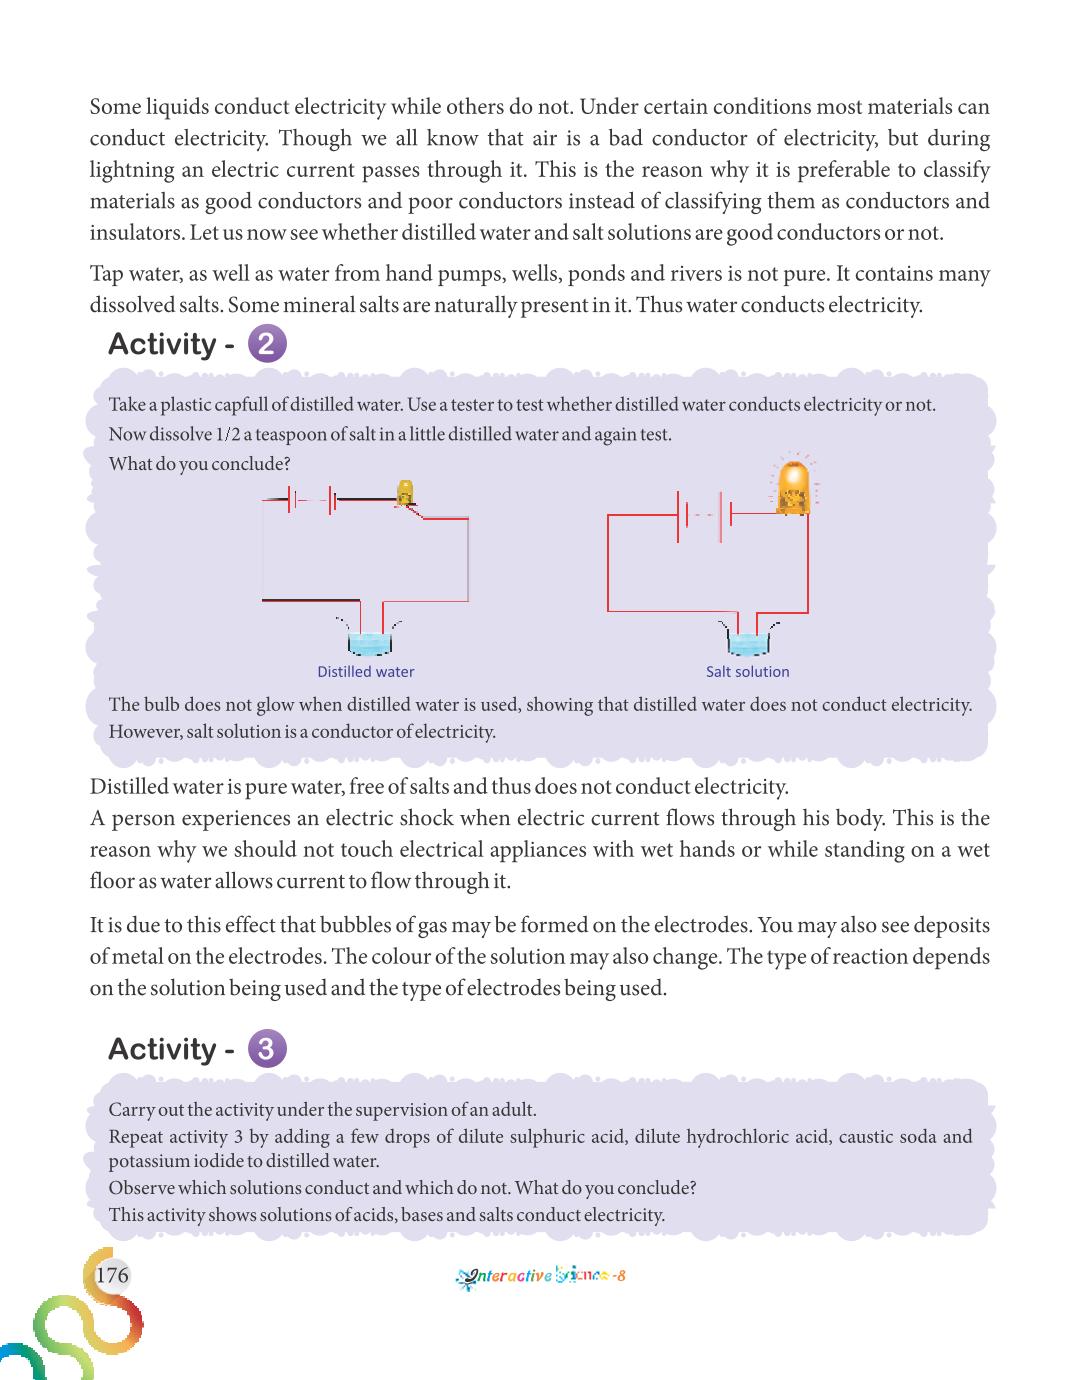 Some liquids conduct electricity while others do not. Under certain conditions most materials can
conduct electricity. Though we all know that air is a bad conductor of electricity, but during
lightning an electric current passes through it. This is the reason why it is preferable to classify
materials as good conductors and poor conductors instead of classifying them as conductors and
insulators. Let us now see whether distilled water and salt solutions are good conductors or not.
Tap water, as well as water from hand pumps, wells, ponds and rivers is not pure. It contains many
dissolved salts. Some mineral salts are naturally present in it. Thus water conducts electricity.
Activity - 2
Take a plastic capfull of distilled water. Use a tester to test whether distilled water conducts electricity or not.
Now dissolve 1/2 a teaspoon of salt in a little distilled water and again test.
What do you conclude?
Distilled water
Salt solution
The bulb does not glow when distilled water is used, showing that distilled water does not conduct electricity.
However, salt solution is a conductor of electricity.
Distilled water is pure water, free of salts and thus does not conduct electricity.
A person experiences an electric shock when electric current flows through his body. This is the
reason why we should not touch electrical appliances with wet hands or while standing on a wet
floor as water allows current to flow through it.
It is due to this effect that bubbles of gas may be formed on the electrodes. You may also see deposits
of metal on the electrodes. The colour of the solution may also change. The type of reaction depends
on the solution being used and the type of electrodes being used.
Activity - 3
Carry out the activity under the supervision of an adult.
Repeat activity 3 by adding a few drops of dilute sulphuric acid, dilute hydrochloric acid, caustic soda and
potassium iodide to distilled water.
Observe which solutions conduct and which do not. What do you conclude?
This activity shows solutions of acids, bases and salts conduct electricity.
176
Interactive Science -8